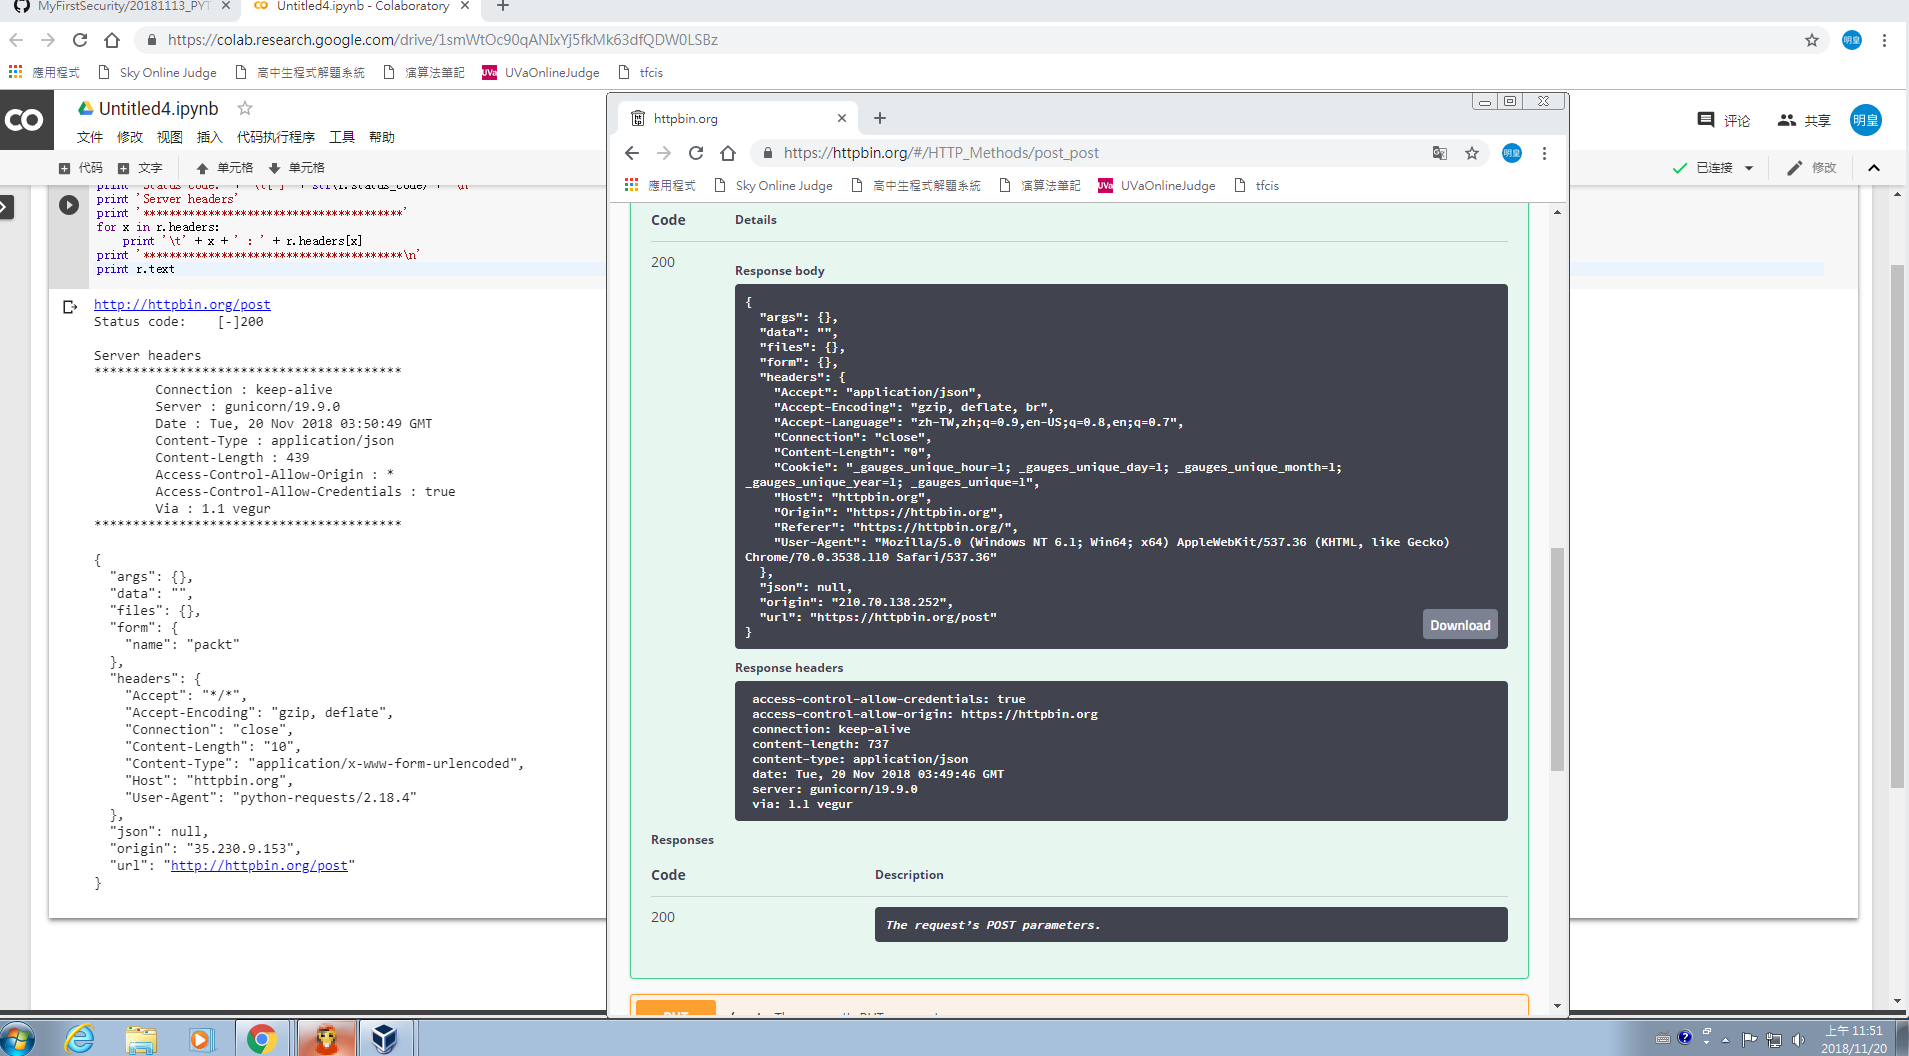 MyFirstSecurity/20181113_PYT
Untitled4.ipynb - Colaboratory
https://colab.research.google.com/drive/1smWtOc90qANIxYj5fkMk63dfQDW0LSBz
明皇
應用程式 Sky Online Judge 高中生程式解題系統 演算法筆記 UVa UVaOnlineJudge tfcis
CO
Untitled4.ipynb
文件 修改 视图 插入 代码执行程序 工具 帮助
评论 共享 明皇
代码 文字 单元格 单元格
已连接 修改
print 'Status code: ' + '\t[-]' + str(r.status_code) + '\n'
print 'Server headers'
print '****************************************'
for x in r.headers:
    print '\t' + x + ' : ' + r.headers[x]
print '****************************************\n'
print r.text
http://httpbin.org/post
Status code:    [-]200
Server headers
****************************************
Connection : keep-alive
Server : gunicorn/19.9.0
Date : Tue, 20 Nov 2018 03:50:49 GMT
Content-Type : application/json
Content-Length : 439
Access-Control-Allow-Origin : *
Access-Control-Allow-Credentials : true
Via : 1.1 vegur
****************************************
{
  "args": {},
  "data": "",
  "files": {},
  "form": {
    "name": "packt"
  },
  "headers": {
    "Accept": "*/*",
    "Accept-Encoding": "gzip, deflate",
    "Connection": "close",
    "Content-Length": "10",
    "Content-Type": "application/x-www-form-urlencoded",
    "Host": "httpbin.org",
    "User-Agent": "python-requests/2.18.4"
  },
  "json": null,
  "origin": "35.230.9.153",
  "url": "http://httpbin.org/post"
}
httpbin.org
https://httpbin.org/#/HTTP_Methods/post_post
明皇
應用程式 Sky Online Judge 高中生程式解題系統 演算法筆記 UVa UVaOnlineJudge tfcis
Code Details
200
Response body
{
  "args": {},
  "data": "",
  "files": {},
  "form": {},
  "headers": {
    "Accept": "application/json",
    "Accept-Encoding": "gzip, deflate, br",
    "Accept-Language": "zh-TW,zh;q=0.9,en-US;q=0.8,en;q=0.7",
    "Connection": "close",
    "Content-Length": "0",
    "Cookie": "_gauges_unique_hour=1; _gauges_unique_day=1; _gauges_unique_month=1;
_gauges_unique_year=1; _gauges_unique=1",
    "Host": "httpbin.org",
    "Origin": "https://httpbin.org",
    "Referer": "https://httpbin.org/",
    "User-Agent": "Mozilla/5.0 (Windows NT 6.1; Win64; x64) AppleWebKit/537.36 (KHTML, like Gecko)
Chrome/70.0.3538.110 Safari/537.36"
  },
  "json": null,
  "origin": "210.70.138.252",
  "url": "https://httpbin.org/post"
}
Download
Response headers
access-control-allow-credentials: true
access-control-allow-origin: https://httpbin.org
connection: keep-alive
content-length: 737
content-type: application/json
date: Tue, 20 Nov 2018 03:49:46 GMT
server: gunicorn/19.9.0
via: 1.1 vegur
Responses
Code Description
200
The request's POST parameters.
上午 11:51
2018/11/20